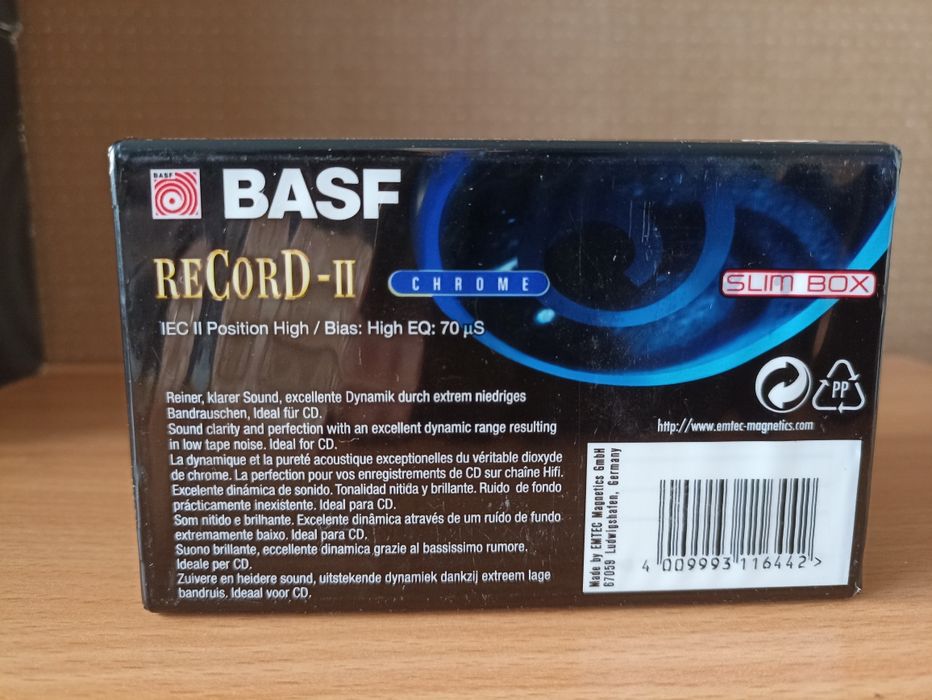 BASF
BASF
RECORD-II
CHROME
SLIM BOX
IEC II Position High / Bias: High EQ: 70 µS
PP
http://www.emtec-magnetics.com
Reiner, klarer Sound, excellente Dynamik durch extrem niedriges
Bandrauschen, Ideal für CD.
Sound clarity and perfection with an excellent dynamic range resulting
in low tape noise. Ideal for CD.
La dynamique et la pureté acoustique exceptionelles du véritable dioxyde
de chrome. La perfection pour vos enregistrements de CD sur chaîne Hifi.
Excelente dinámica de sonido. Tonalidad nitida y brillante. Ruido de fondo
prácticamente inexistente. Ideal para CD.
Som nitido e brilhante. Excelente dinâmica através de um ruído de fundo
extremamente baixo. Ideal para CD.
Suono brillante, eccellente dinamica grazie al bassissimo rumore.
Ideale per CD.
Zuivere en heidere sound, uitstekende dynamiek dankzij extreem lage
bandruis. Ideaal voor CD.
Made by EMTEC Magnetics GmbH
67059 Ludwigshafen, Germany
4 009993 116442 >